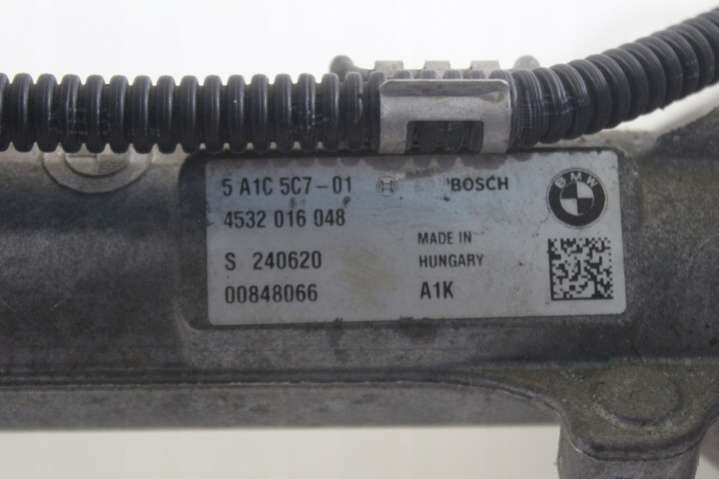 5 A1C 5C7-01 BOSCH
4532 016 048
BMW
S 240620
MADE IN
HUNGARY
00848066
A1K